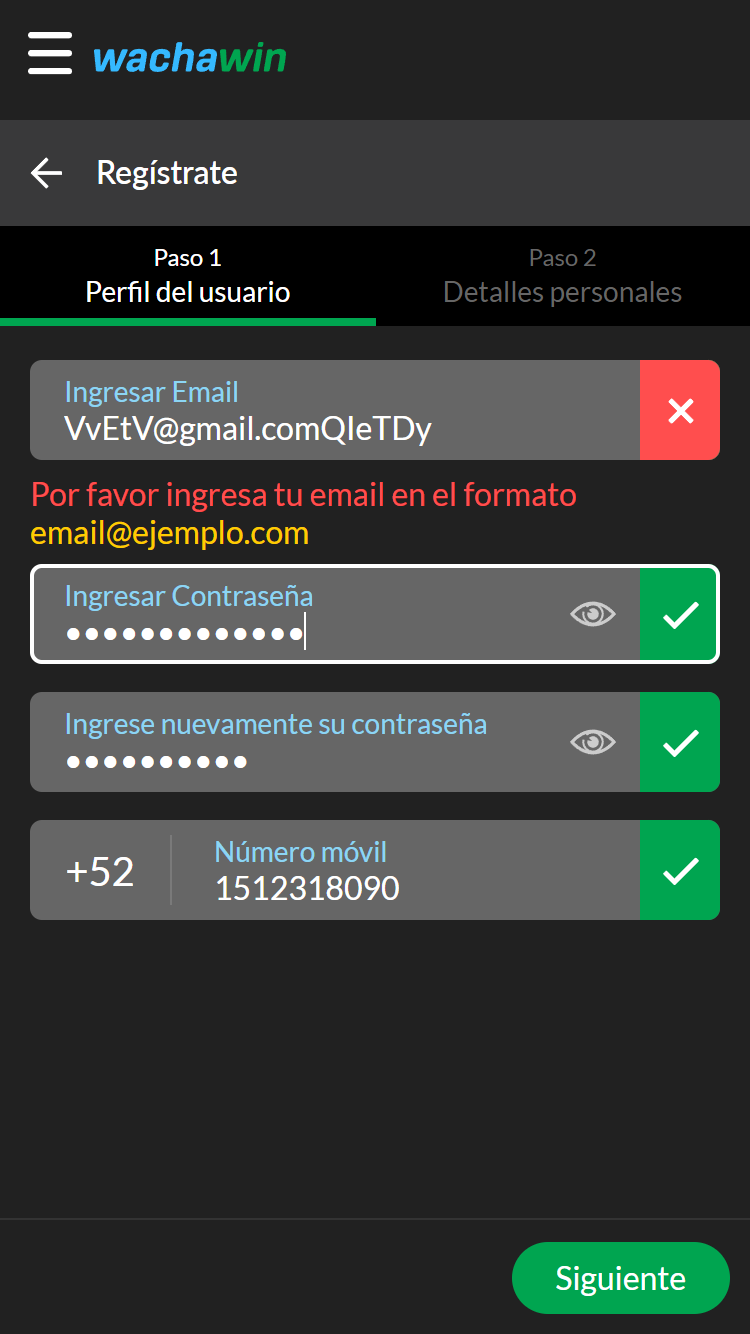 wachawin
Regístrate
Paso 1
Perfil del usuario
Paso 2
Detalles personales
Ingresar Email
VvEtV@gmail.comQIeTDy
Por favor ingresa tu email en el formato
email@ejemplo.com
Ingresar Contraseña
●●●●●●●●●●●●●
Ingrese nuevamente su contraseña
●●●●●●●●●●
+52
Número móvil
1512318090
Siguiente